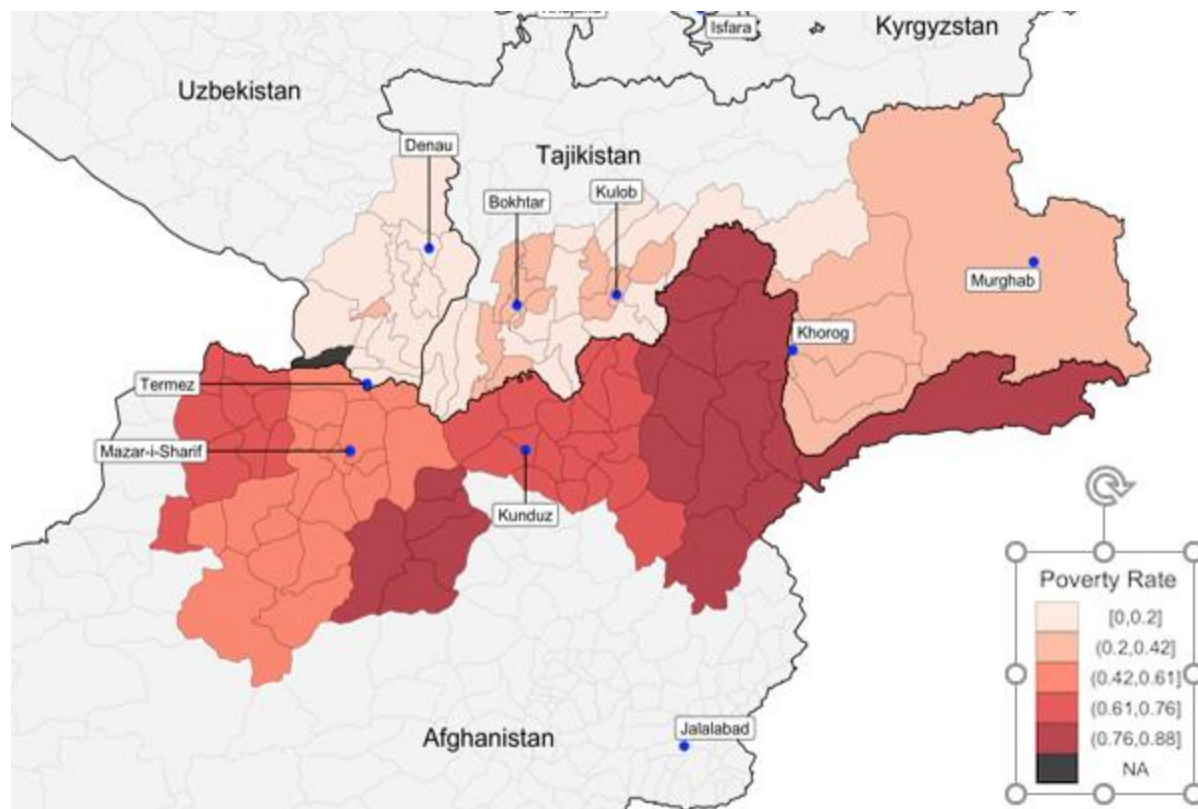 Isfara
Kyrgyzstan
Uzbekistan
Denau
Tajikistan
Kulob
Bokhtar
Murghab
Khorog
Termez
Mazar-i-Sharif
Kunduz
Poverty Rate
[0,0.2]
(0.2,0.42]
(0.42,0.61]
(0.61,0.76]
(0.76,0.88]
NA
Jalalabad
Afghanistan